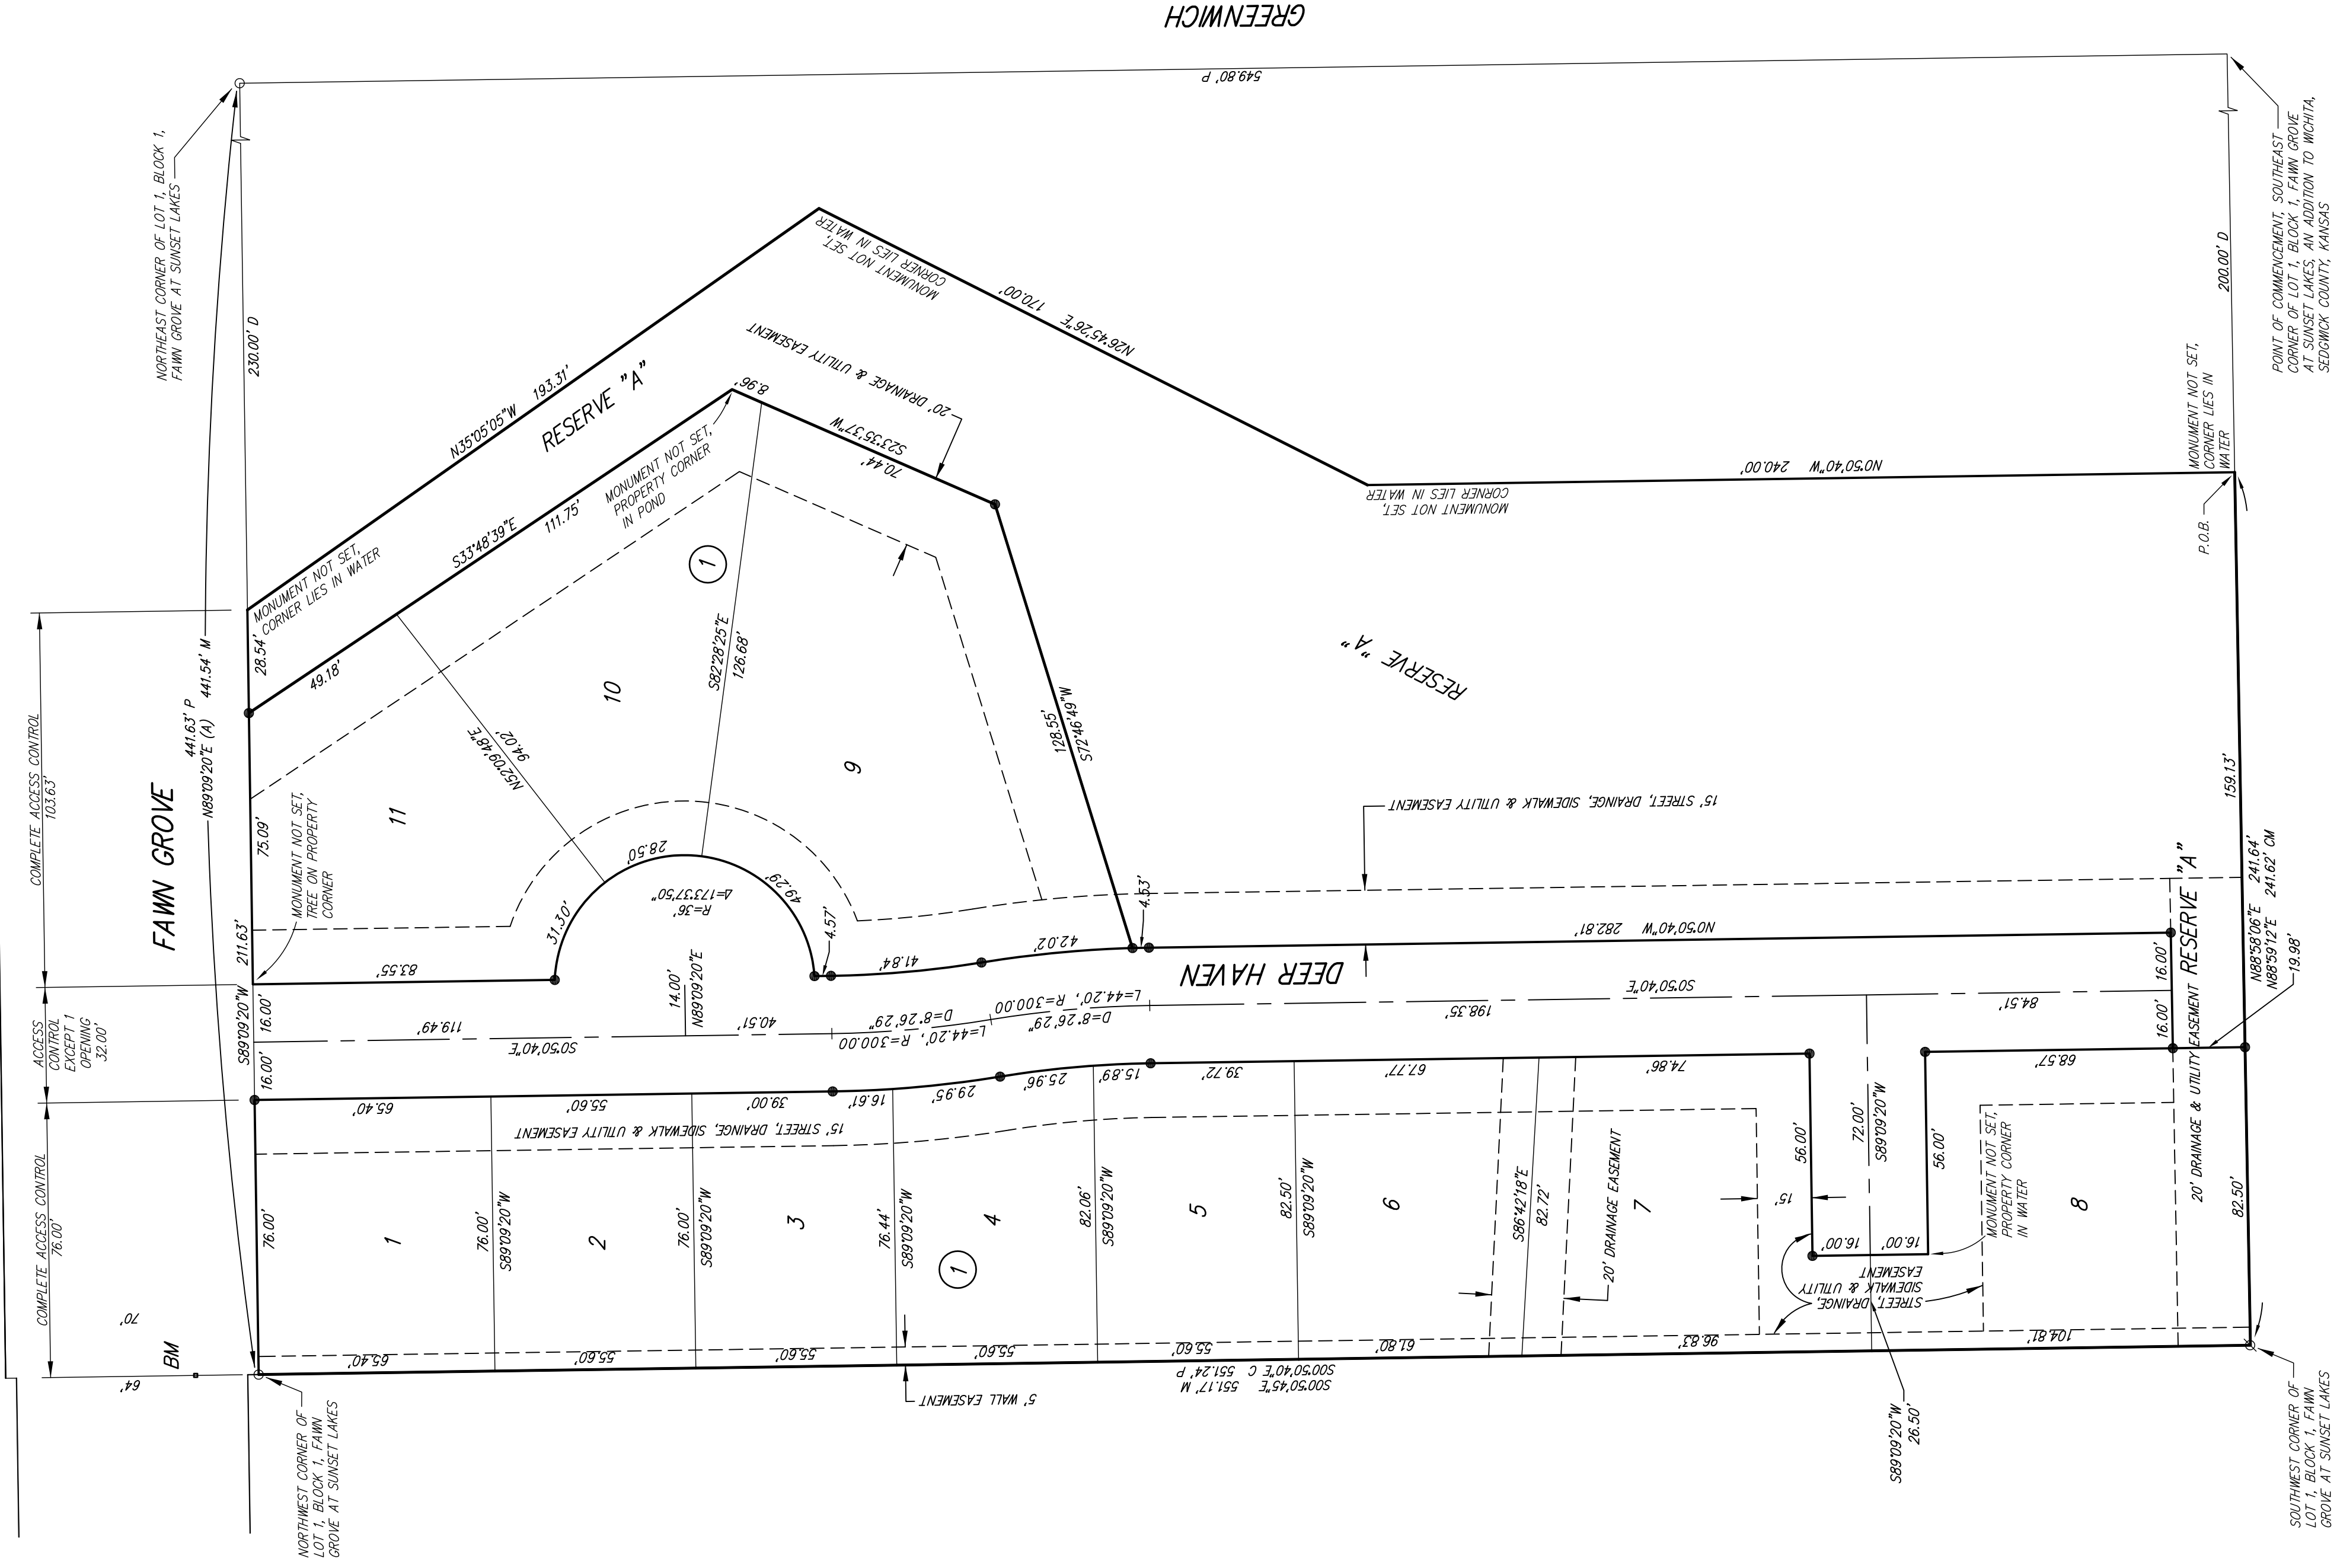 GREENWICH
549.80' P
NORTHEAST CORNER OF LOT 1, BLOCK 1,
FAWN GROVE AT SUNSET LAKES
230.00' D
200.00' D
POINT OF COMMENCEMENT, SOUTHEAST
CORNER OF LOT 1, BLOCK 1, FAWN GROVE
AT SUNSET LAKES, AN ADDITION TO WICHITA,
SEDGWICK COUNTY, KANSAS
MONUMENT NOT SET,
CORNER LIES IN WATER
170.00'
N26°45'26"E
N35°05'05"W 193.31'
RESERVE "A"
20' DRAINAGE & UTILITY EASEMENT
8.96'
S23°35'37"W
70.44'
S33°48'39"E
111.75'
MONUMENT NOT SET,
PROPERTY CORNER
IN POND
1
N0°50'40"W 240.00'
MONUMENT NOT SET,
CORNER LIES IN WATER
MONUMENT NOT SET,
CORNER LIES IN
WATER
P.O.B.
MONUMENT NOT SET,
CORNER LIES IN WATER
28.54'
49.18'
COMPLETE ACCESS CONTROL
103.63'
441.63' P
N89°09'20"E (A) 441.54' M
FAWN GROVE
75.09'
211.63'
MONUMENT NOT SET,
TREE ON PROPERTY
CORNER
11
10
9
N52°09'48"E
94.02'
S82°28'25"E
126.68'
128.55'
S72°46'49"W
RESERVE "A"
15' STREET, DRAINGE, SIDEWALK & UTILITY EASEMENT
159.13'
31.30'
28.50'
49.29'
Δ=173°37'50"
R=36'
4.57'
4.53'
83.55'
41.84'
42.02'
N0°50'40"W 282.81'
DEER HAVEN
16.00'
16.00'
RESERVE "A"
20' DRAINAGE & UTILITY EASEMENT
N88°58'06"E 241.64'
N88°59'12"E 241.62' CM
19.98'
ACCESS
CONTROL
EXCEPT 1
OPENING
32.00'
S89°09'20"W
16.00'
16.00'
119.49'
S0°50'40"E
14.00'
N89°09'20"E
40.51'
L=44.20', R=300.00
D=8°26'29"
L=44.20', R=300.00
D=8°26'29"
198.35'
S0°50'40"E
84.51'
65.40'
55.60'
39.00'
16.61'
29.95'
25.96'
15.89'
39.72'
67.77'
74.86'
68.57'
15' STREET, DRAINGE, SIDEWALK & UTILITY EASEMENT
COMPLETE ACCESS CONTROL
76.00'
76.00'
1
76.00'
S89°09'20"W
2
76.00'
S89°09'20"W
3
76.44'
S89°09'20"W
4
1
82.06'
S89°09'20"W
5
82.50'
S89°09'20"W
6
S86°42'18"E
82.72'
20' DRAINAGE EASEMENT
7
56.00'
15'
72.00'
S89°09'20"W
56.00'
16.00'
16.00'
MONUMENT NOT SET,
PROPERTY CORNER
IN WATER
STREET, DRAINGE,
SIDEWALK & UTILITY
EASEMENT
8
82.50'
65.40'
55.60'
55.60'
55.60'
55.60'
61.80'
96.83'
104.81'
S00°50'40"E C 551.24' P
S00°50'45"E 551.17' M
5' WALL EASEMENT
S89°09'20"W
26.50'
70'
BM
64'
NORTHWEST CORNER OF
LOT 1, BLOCK 1, FAWN
GROVE AT SUNSET LAKES
SOUTHWEST CORNER OF
LOT 1, BLOCK 1, FAWN
GROVE AT SUNSET LAKES